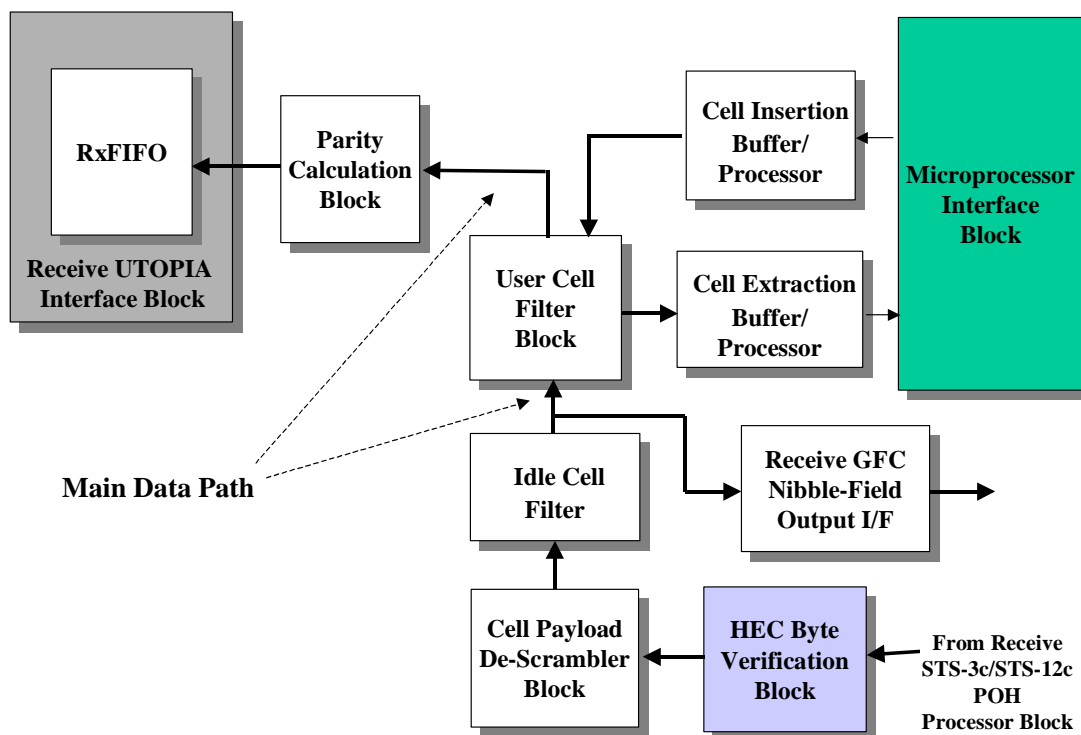 RxFIFO
Receive UTOPIA
Interface Block
Parity
Calculation
Block
Cell Insertion
Buffer/
Processor
Microprocessor
Interface
Block
User Cell
Filter
Block
Cell Extraction
Buffer/
Processor
Main Data Path
Idle Cell
Filter
Receive GFC
Nibble-Field
Output I/F
Cell Payload
De-Scrambler
Block
HEC Byte
Verification
Block
From Receive
STS-3c/STS-12c
POH
Processor Block